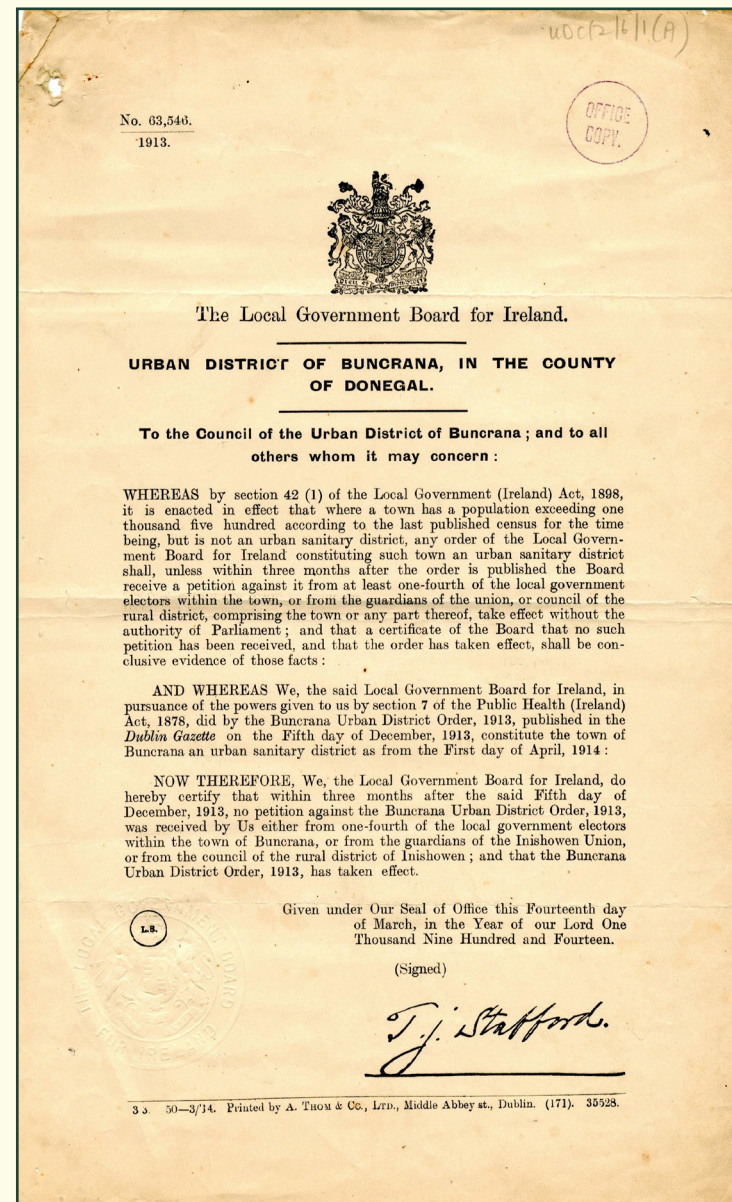 UDC/2/6/1(A)
No. 63,546.
1913.
OFFICE
COPY.
The Local Government Board for Ireland.
URBAN DISTRICT OF BUNCRANA, IN THE COUNTY
OF DONEGAL.
To the Council of the Urban District of Buncrana ; and to all
others whom it may concern :
WHEREAS by section 42 (1) of the Local Government (Ireland) Act, 1898,
it is enacted in effect that where a town has a population exceeding one
thousand five hundred according to the last published census for the time
being, but is not an urban sanitary district, any order of the Local Govern-
ment Board for Ireland constituting such town an urban sanitary district
shall, unless within three months after the order is published the Board
receive a petition against it from at least one-fourth of the local government
electors within the town, or from the guardians of the union, or council of the
rural district, comprising the town or any part thereof, take effect without the
authority of Parliament ; and that a certificate of the Board that no such
petition has been received, and that the order has taken effect, shall be con-
clusive evidence of those facts :
AND WHEREAS We, the said Local Government Board for Ireland, in
pursuance of the powers given to us by section 7 of the Public Health (Ireland)
Act, 1878, did by the Buncrana Urban District Order, 1913, published in the
Dublin Gazette on the Fifth day of December, 1913, constitute the town of
Buncrana an urban sanitary district as from the First day of April, 1914 :
NOW THEREFORE, We, the Local Government Board for Ireland, do
hereby certify that within three months after the said Fifth day of
December, 1913, no petition against the Buncrana Urban District Order, 1913,
was received by Us either from one-fourth of the local government electors
within the town of Buncrana, or from the guardians of the Inishowen Union,
or from the council of the rural district of Inishowen ; and that the Buncrana
Urban District Order, 1913, has taken effect.
Given under Our Seal of Office this Fourteenth day
of March, in the Year of our Lord One
Thousand Nine Hundred and Fourteen.
L.S.
(Signed)
T. J. Stafford.
50—3/'14. Printed by A. THOM & CO., LTD., Middle Abbey st., Dublin. (171). 35528.